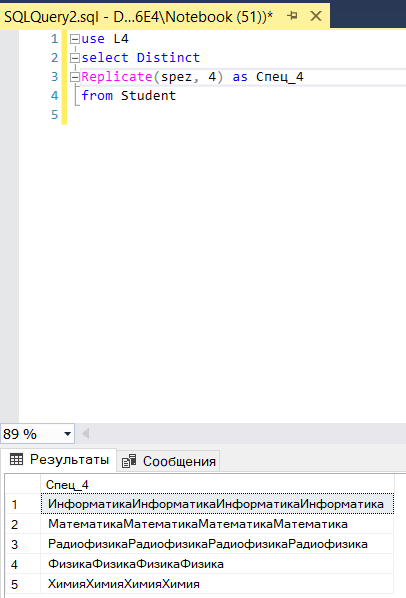 SQLQuery2.sql - D...6E4\Notebook (51))*
1 use L4
2 select Distinct
3 Replicate(spez, 4) as Спец_4
4 from Student
5
89 %
Результаты Сообщения
Спец_4
1 ИнформатикаИнформатикаИнформатикаИнформатика
2 МатематикаМатематикаМатематикаМатематика
3 РадиофизикаРадиофизикаРадиофизикаРадиофизика
4 ФизикаФизикаФизикаФизика
5 ХимияХимияХимияХимия